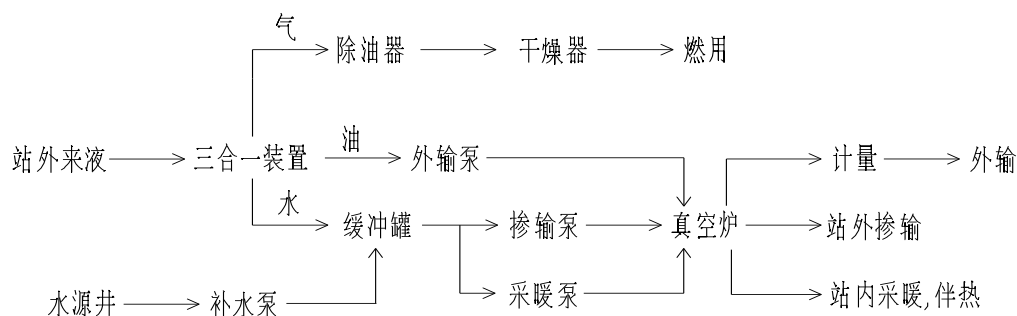 气
除油器
干燥器
燃用
站外来液
三合一装置
油
外输泵
计量
外输
水
缓冲罐
掺输泵
真空炉
站外掺输
水源井
补水泵
采暖泵
站内采暖,伴热